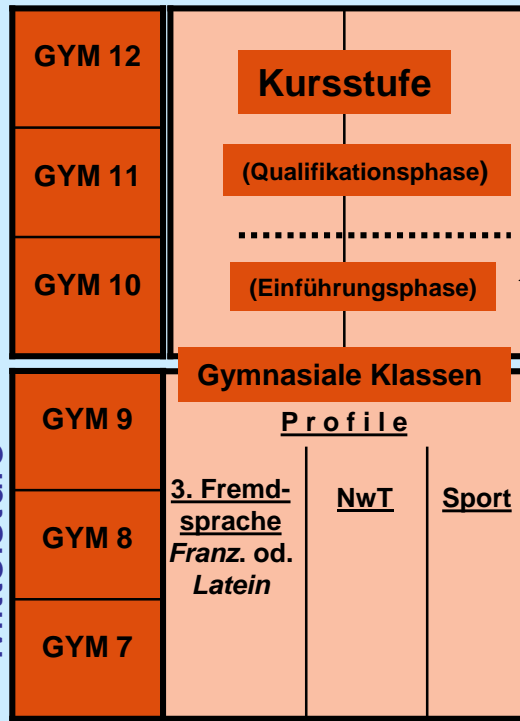 GYM 12
Kursstufe
GYM 11
(Qualifikationsphase)
GYM 10
(Einführungsphase)
Gymnasiale Klassen
GYM 9
Profile
3. Fremd-
sprache
Franz. od.
Latein
NwT
Sport
GYM 8
GYM 7